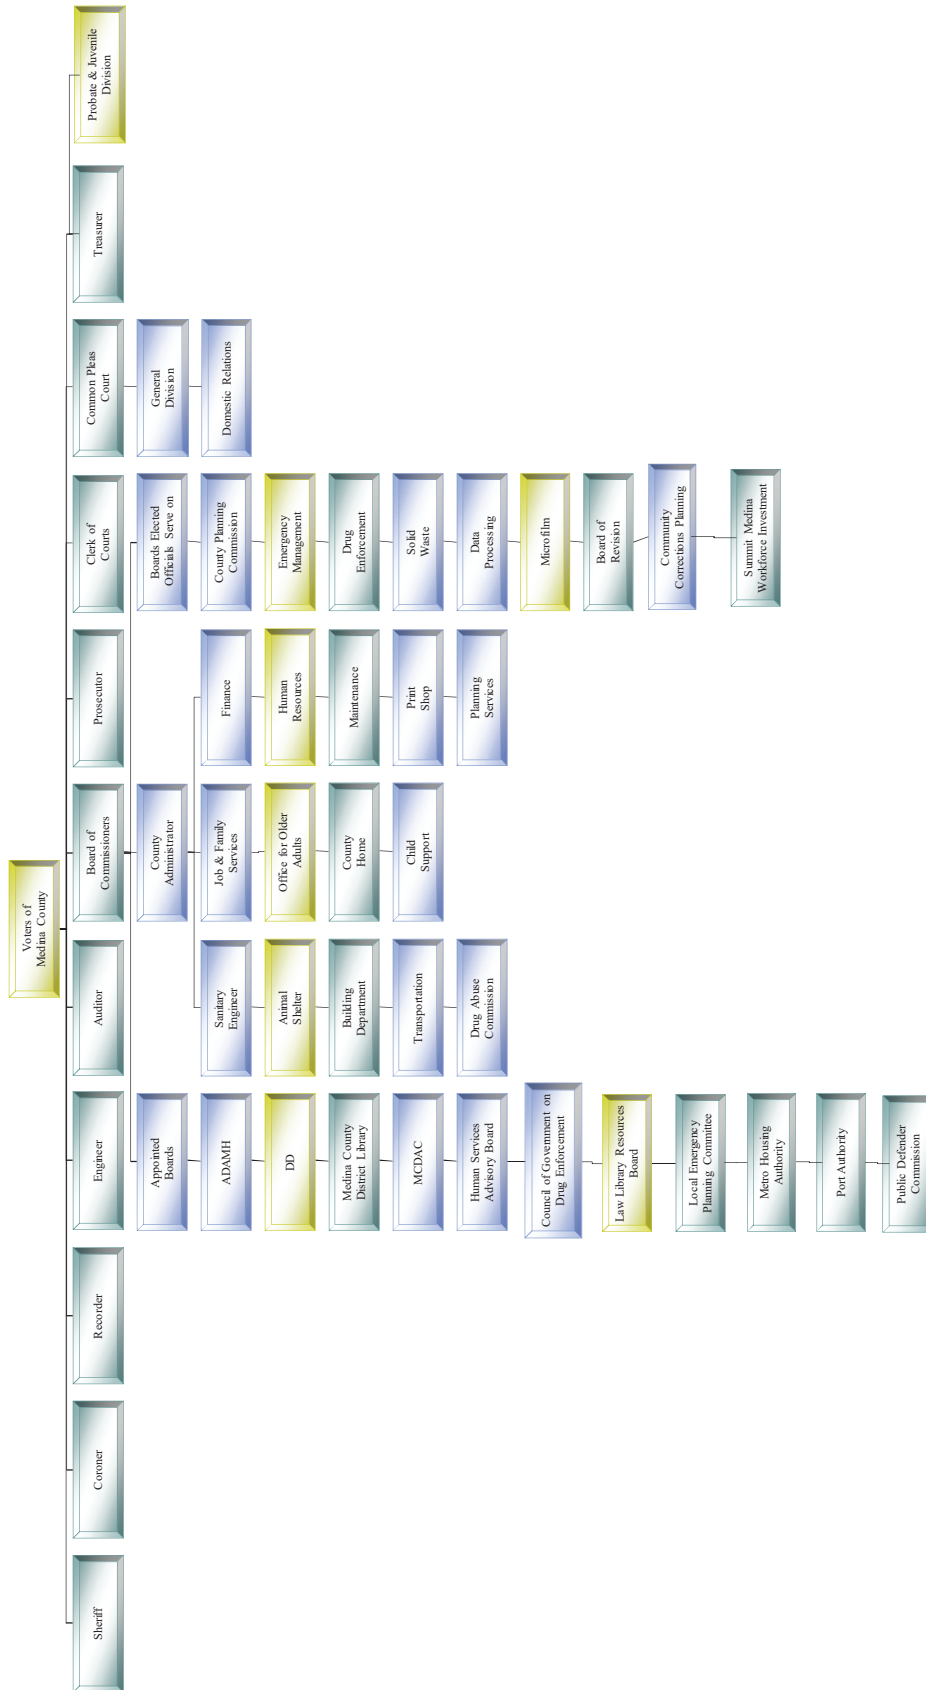 Voters of
Medina County
Sheriff
Coroner
Recorder
Engineer
Auditor
Board of
Commissioners
Prosecutor
Clerk of
Courts
Common Pleas
Court
Treasurer
Probate & Juvenile
Division
Appointed
Boards
County
Administrator
Boards Elected
Officials Serve on
General
Division
ADAMH
Sanitary
Engineer
Job & Family
Services
Finance
County Planning
Commission
Domestic Relations
DD
Animal
Shelter
Office for Older
Adults
Human
Resources
Emergency
Management
Medina County
District Library
Building
Department
County
Home
Maintenance
Drug
Enforcement
MCDAC
Transportation
Child
Support
Print
Shop
Solid
Waste
Human Services
Advisory Board
Drug Abuse
Commission
Planning
Services
Data
Processing
Council of Government on
Drug Enforcement
Microfilm
Law Library Resources
Board
Board of
Revision
Local Emergency
Planning Committee
Community
Corrections Planning
Metro Housing
Authority
Summit Medina
Workforce Investment
Port Authority
Public Defender
Commission